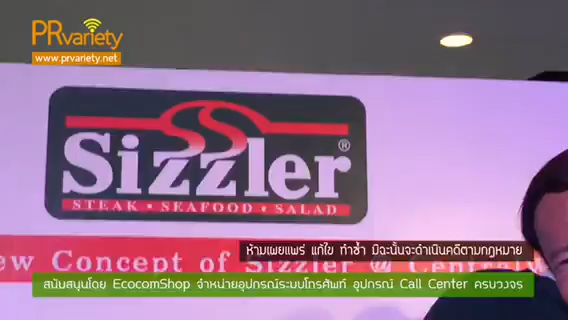 PRvariety
www.prvariety.net
Sizzler®
STEAK • SEAFOOD • SALAD
ew Concept of Sizzler @ Central
ห้ามเผยแพร่ แก้ไข ทำซ้ำ มิฉะนั้นจะดำเนินคดีตามกฎหมาย
สนับสนุนโดย EcocomShop จำหน่ายอุปกรณ์ระบบโทรศัพท์ อุปกรณ์ Call Center ครบวงจร